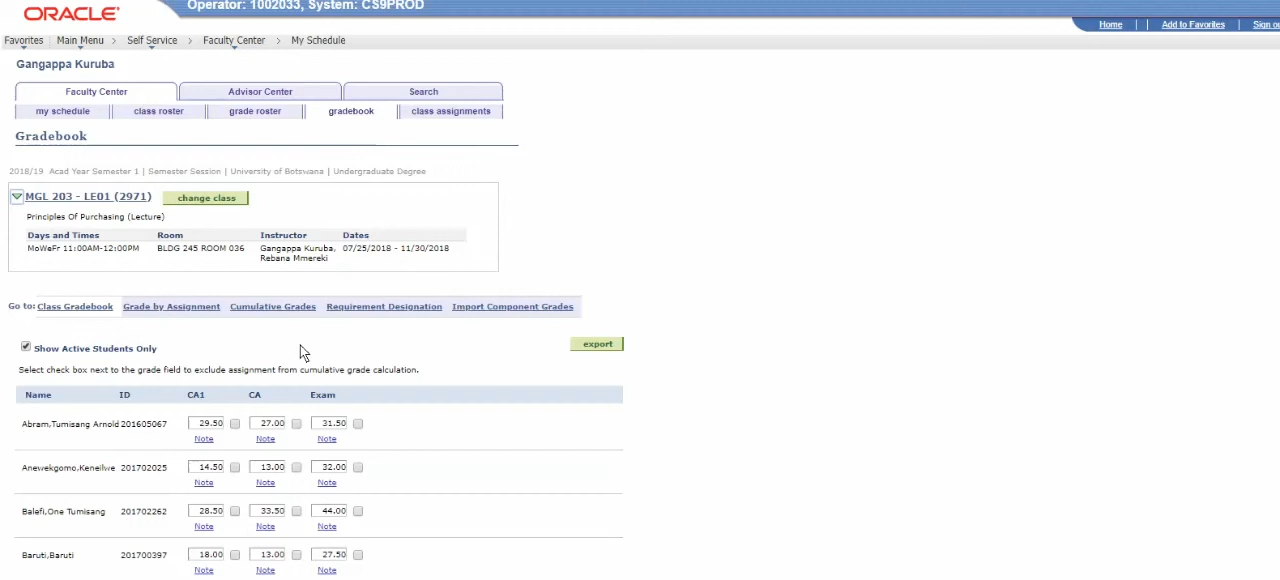 ORACLE'
Operator: 1002033, System: CS9PROD
Home | Add to Favorites | Sign
Favorites Main Menu > Self Service > Faculty Center > My Schedule
Gangappa Kuruba
Faculty Center Advisor Center Search
my schedule class roster grade roster gradebook class assignments
Gradebook
2018/19 Acad Year Semester 1 | Semester Session | University of Botswana | Undergraduate Degree
MGL 203 - LE01 (2971) change class
Principles Of Purchasing (Lecture)
Days and Times Room Instructor Dates
MoWeFr 11:00AM-12:00PM BLDG 245 ROOM 036 Gangappa Kuruba, 07/25/2018 - 11/30/2018
Rebana Mmereki
Go to: Class Gradebook Grade by Assignment Cumulative Grades Requirement Designation Import Component Grades
Show Active Students Only export
Select check box next to the grade field to exclude assignment from cumulative grade calculation.
Name ID CA1 CA Exam
Abram,Tumisang Arnold 201605067 29.50 27.00 31.50
Note Note Note
Anewekgomo,Keneilwe 201702025 14.50 13.00 32.00
Note Note Note
Balefi,One Tumisang 201702262 28.50 33.50 44.00
Note Note Note
Baruti,Baruti 201700397 18.00 13.00 27.50
Note Note Note